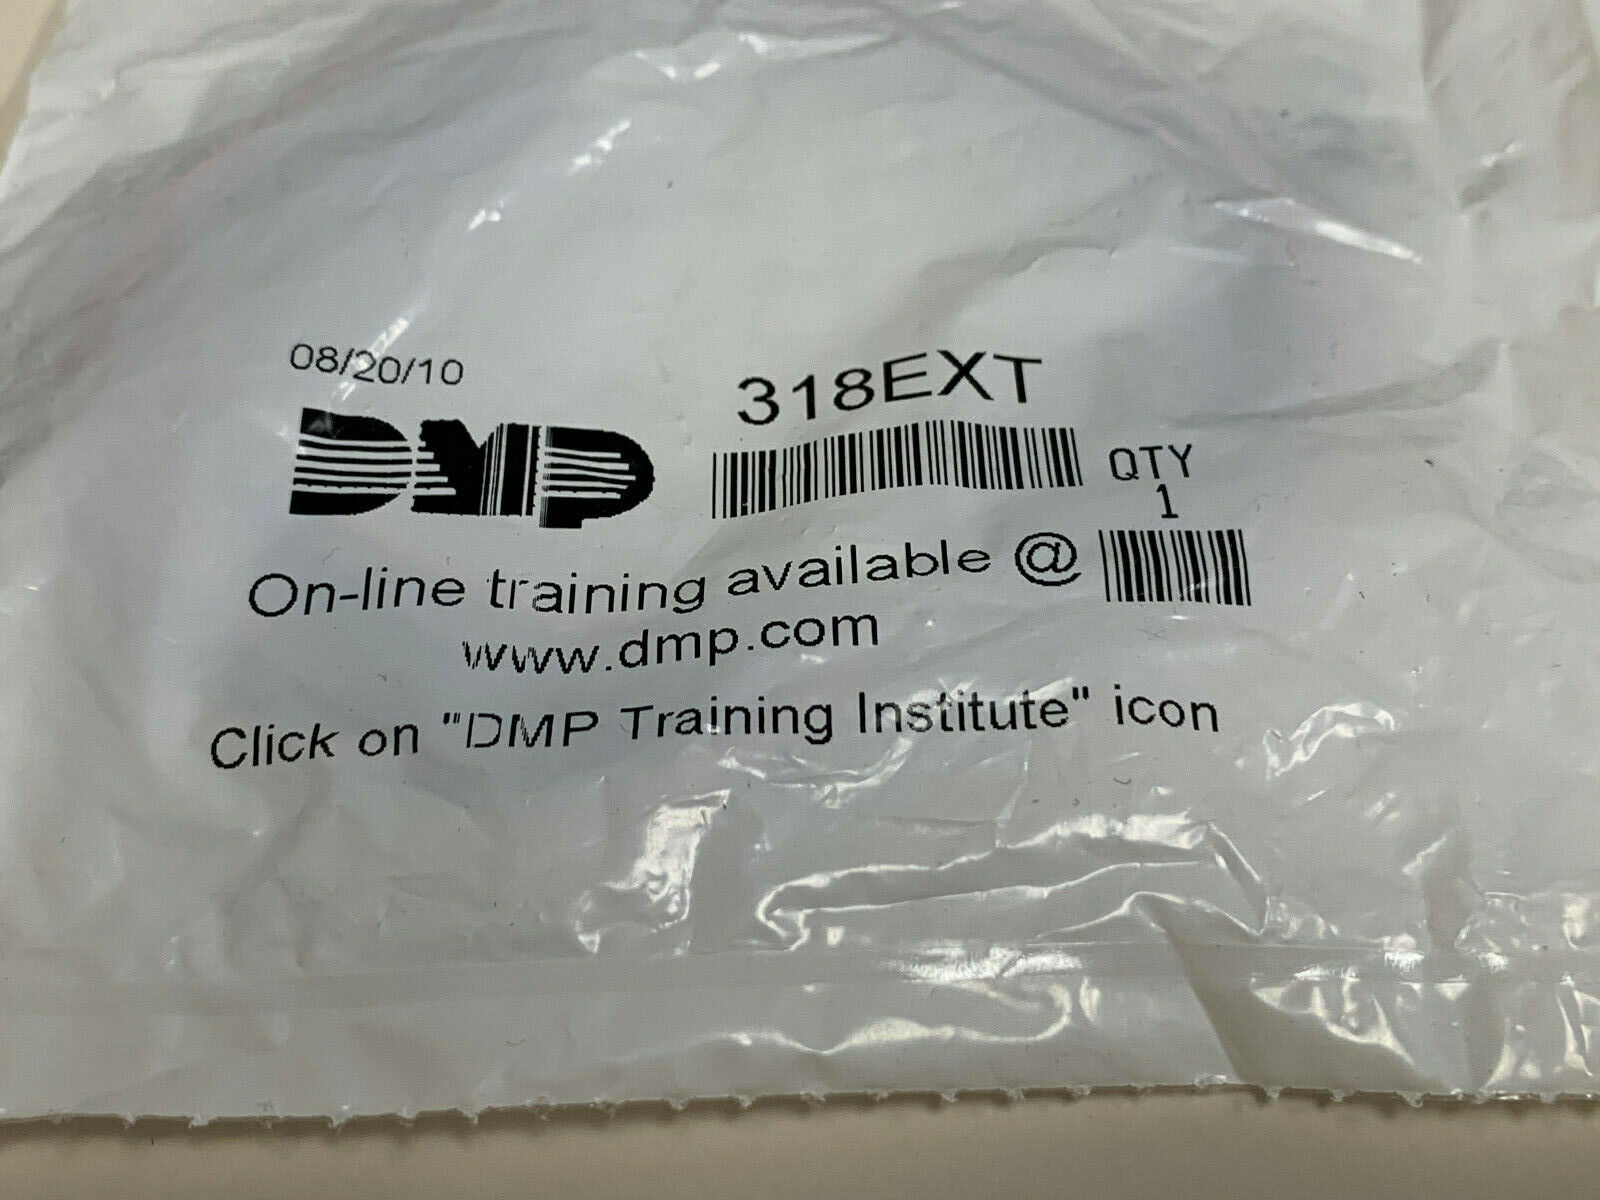 08/20/10
DMP
318EXT
QTY
1
On-line training available @
www.dmp.com
Click on "DMP Training Institute" icon